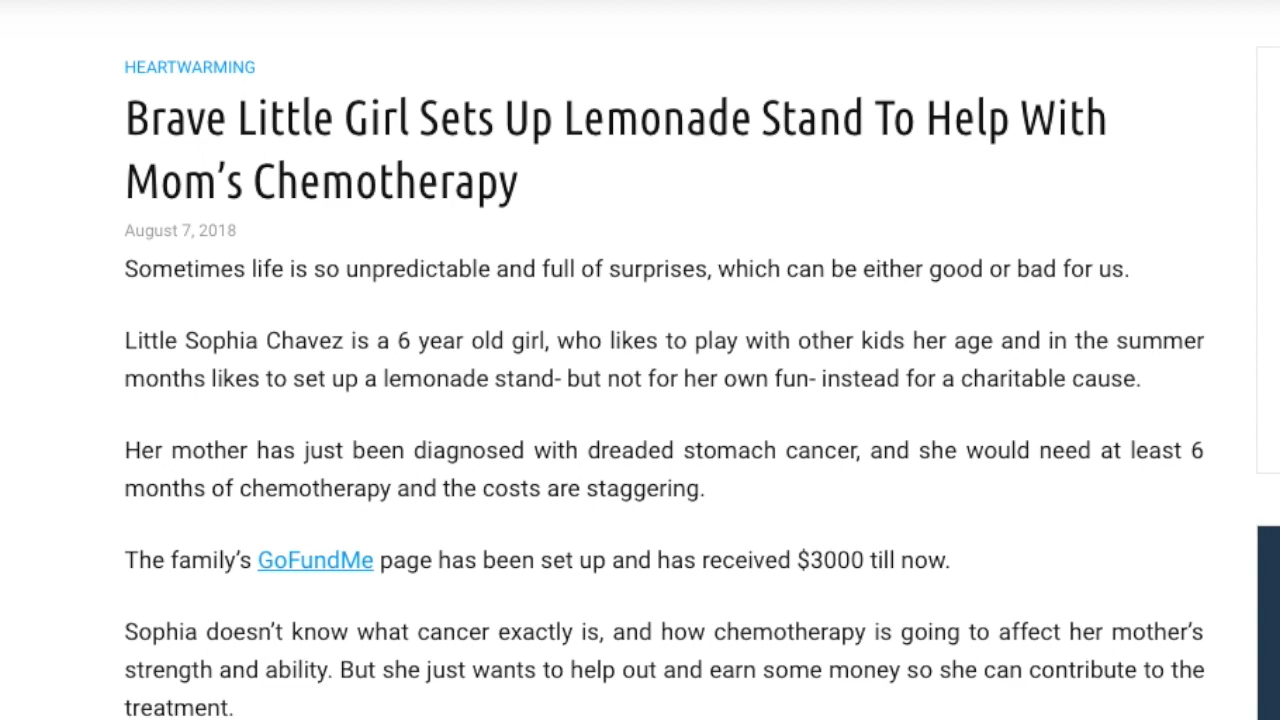 HEARTWARMING
Brave Little Girl Sets Up Lemonade Stand To Help With
Mom’s Chemotherapy
August 7, 2018
Sometimes life is so unpredictable and full of surprises, which can be either good or bad for us.
Little Sophia Chavez is a 6 year old girl, who likes to play with other kids her age and in the summer
months likes to set up a lemonade stand- but not for her own fun- instead for a charitable cause.
Her mother has just been diagnosed with dreaded stomach cancer, and she would need at least 6
months of chemotherapy and the costs are staggering.
The family’s GoFundMe page has been set up and has received $3000 till now.
Sophia doesn’t know what cancer exactly is, and how chemotherapy is going to affect her mother’s
strength and ability. But she just wants to help out and earn some money so she can contribute to the
treatment.